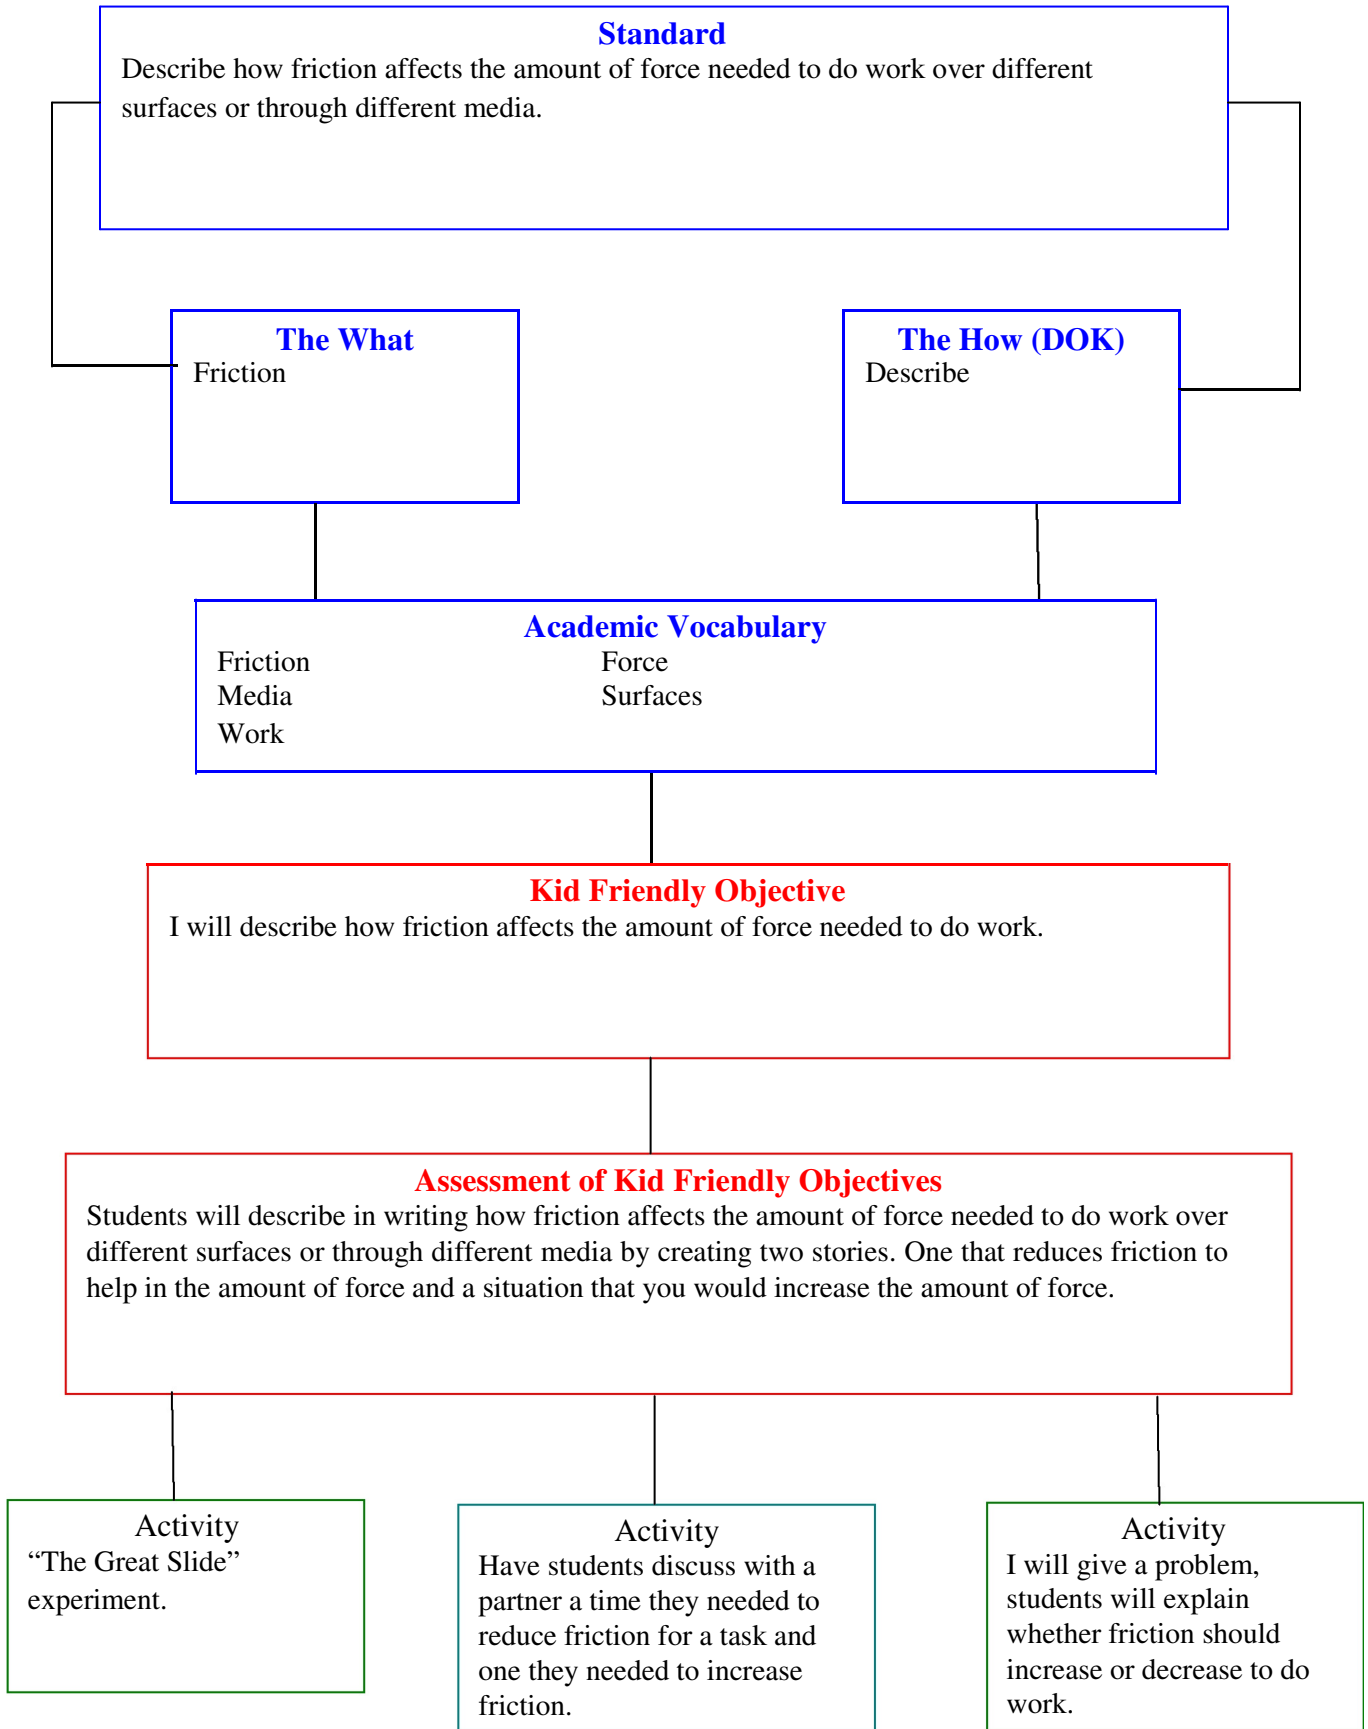 Standard
Describe how friction affects the amount of force needed to do work over different
surfaces or through different media.
The What
Friction
The How (DOK)
Describe
Academic Vocabulary
Friction Force
Media Surfaces
Work
Kid Friendly Objective
I will describe how friction affects the amount of force needed to do work.
Assessment of Kid Friendly Objectives
Students will describe in writing how friction affects the amount of force needed to do work over
different surfaces or through different media by creating two stories. One that reduces friction to
help in the amount of force and a situation that you would increase the amount of force.
Activity
“The Great Slide”
experiment.
Activity
Have students discuss with a
partner a time they needed to
reduce friction for a task and
one they needed to increase
friction.
Activity
I will give a problem,
students will explain
whether friction should
increase or decrease to do
work.